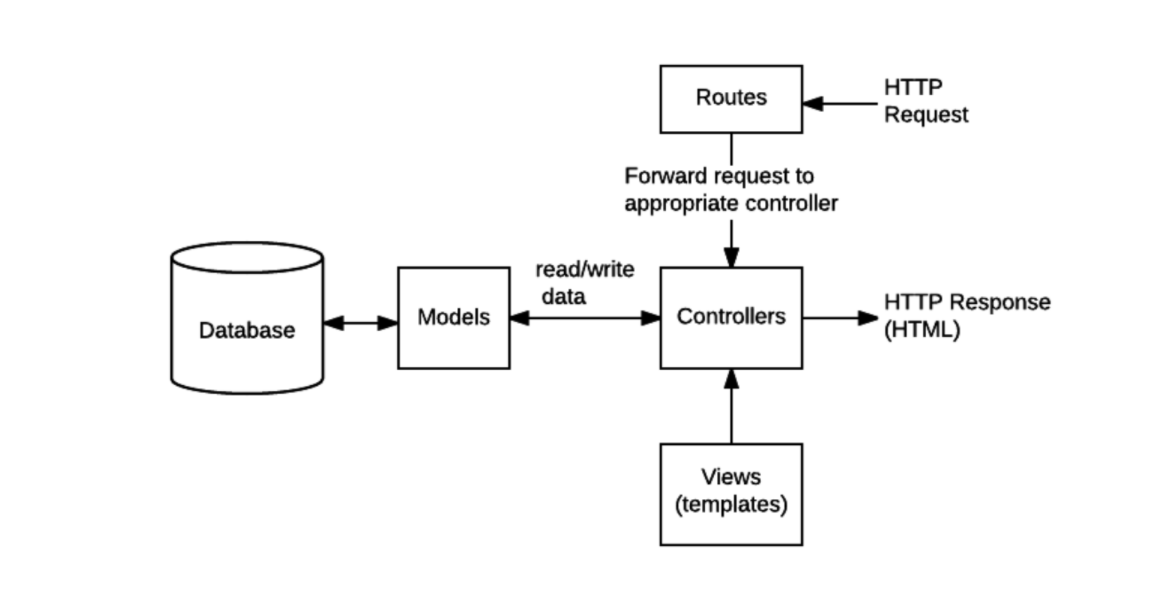 Routes
HTTP
Request
Forward request to
appropriate controller
Database
Models
read/write
data
Controllers
HTTP Response
(HTML)
Views
(templates)